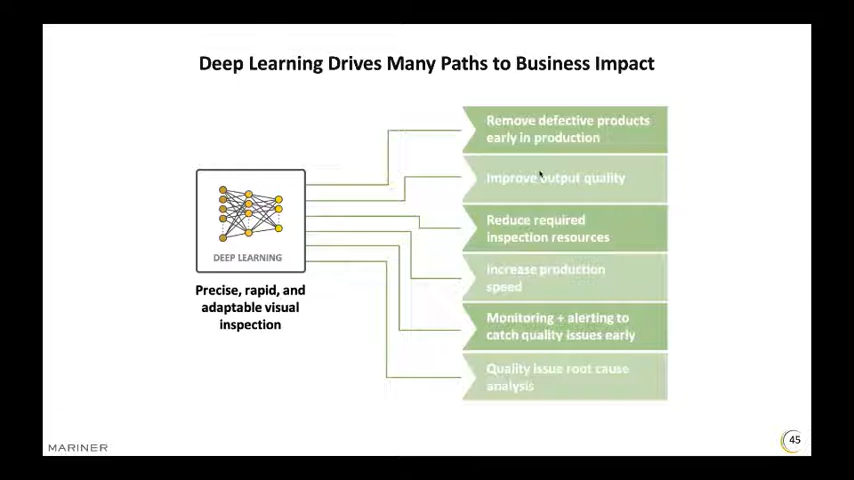 Deep Learning Drives Many Paths to Business Impact
Remove defective products
early in production
Improve output quality
Reduce required
inspection resources
Increase production
speed
Monitoring + alerting to
catch quality issues early
Quality issue root cause
analysis
DEEP LEARNING
Precise, rapid, and
adaptable visual
inspection
MARINER
45